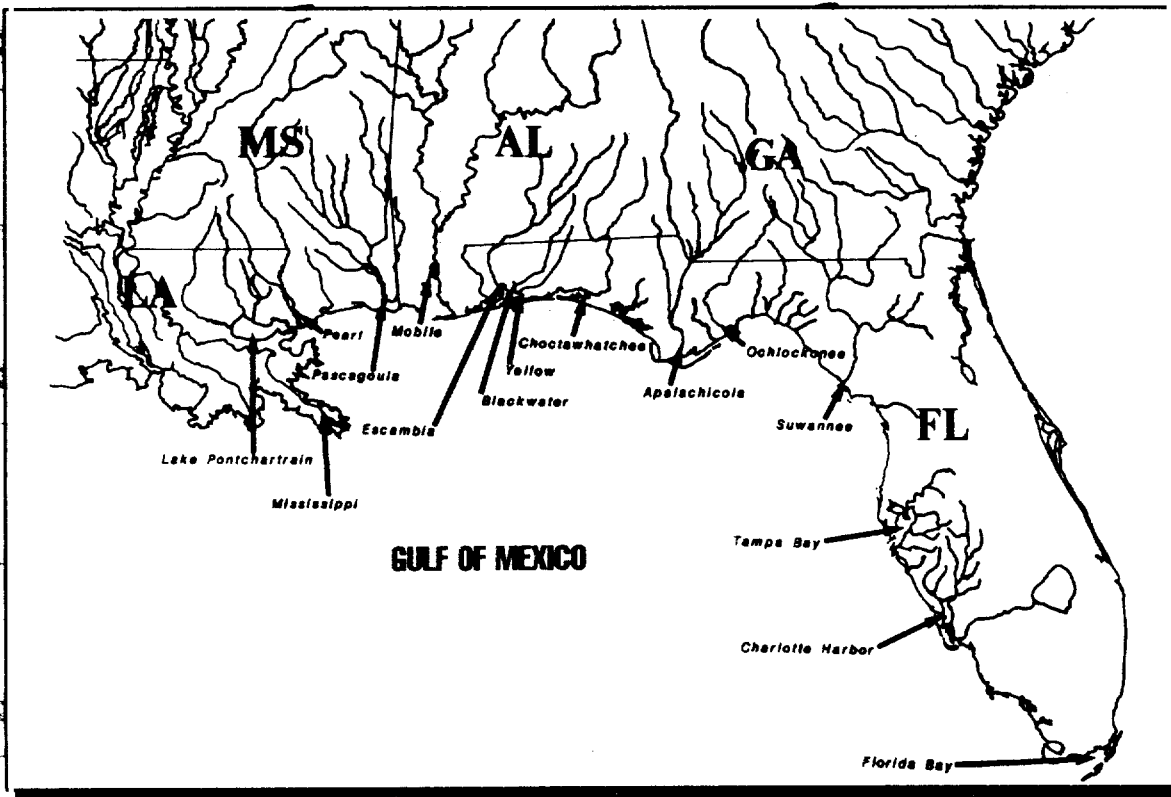 MS
AL
GA
LA
Pearl
Mobile
Pascagoula
Choctawhatchee
Yellow
Blackwater
Escambia
Apalachicola
Ochlockonee
Suwannee
FL
Lake Pontchartrain
Mississippi
GULF OF MEXICO
Tampa Bay
Charlotte Harbor
Florida Bay